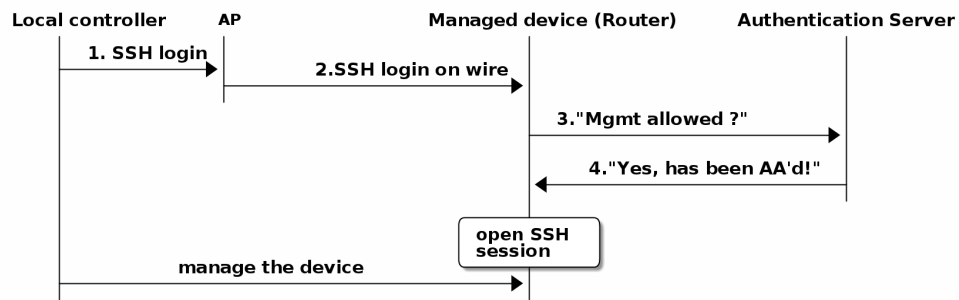 Local controller
AP
Managed device (Router)
Authentication Server
1. SSH login
2.SSH login on wire
3."Mgmt allowed ?"
4."Yes, has been AA'd!"
open SSH
session
manage the device